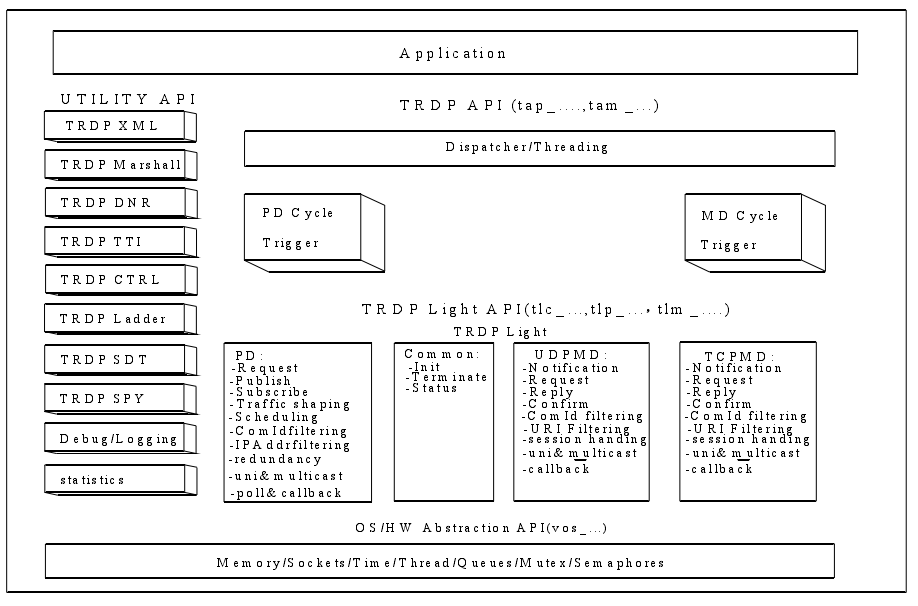 Application
UTILITY API
TRDP XML
TRDP Marshall
TRDP DNR
TRDP TTI
TRDP CTRL
TRDP Ladder
TRDP SDT
TRDP SPY
Debug/Logging
statistics
TRDP API (tap_....,tam_...)
Dispatcher/Threading
PD Cycle
Trigger
MD Cycle
Trigger
TRDP Light API(tlc_...,tlp_...,tlm_....)
TRDP Light
PD:
-Request
-Publish
-Subscribe
-Traffic shaping
-Scheduling
-ComIdfiltering
-IPAddrfiltering
-redundancy
-uni&multicast
-poll&callback
Common:
-Init
-Terminate
-Status
UDPMD:
-Notification
-Request
-Reply
-Confirm
-ComId filtering
-URI Filtering
-session handing
-uni&multicast
-callback
TCPMD:
-Notification
-Request
-Reply
-Confirm
-ComId filtering
-URI Filtering
-session handing
-uni&multicast
-callback
OS/HW Abstraction API(vos_...)
Memory/Sockets/Time/Thread/Queues/Mutex/Semaphores